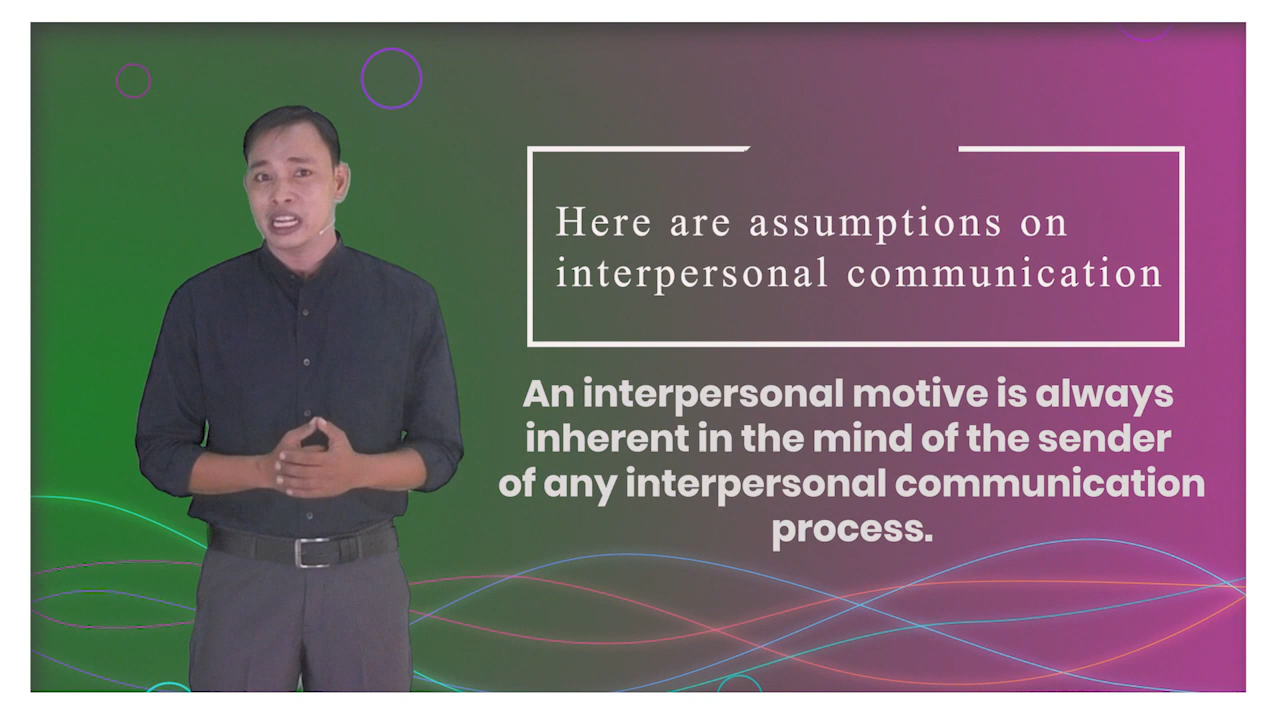 Here are assumptions on
interpersonal communication
An interpersonal motive is always
inherent in the mind of the sender
of any interpersonal communication
process.